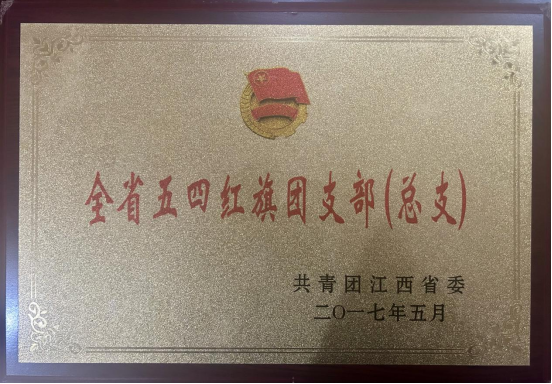 全省五四红旗团支部(总支)
共青团江西省委
二〇一七年五月